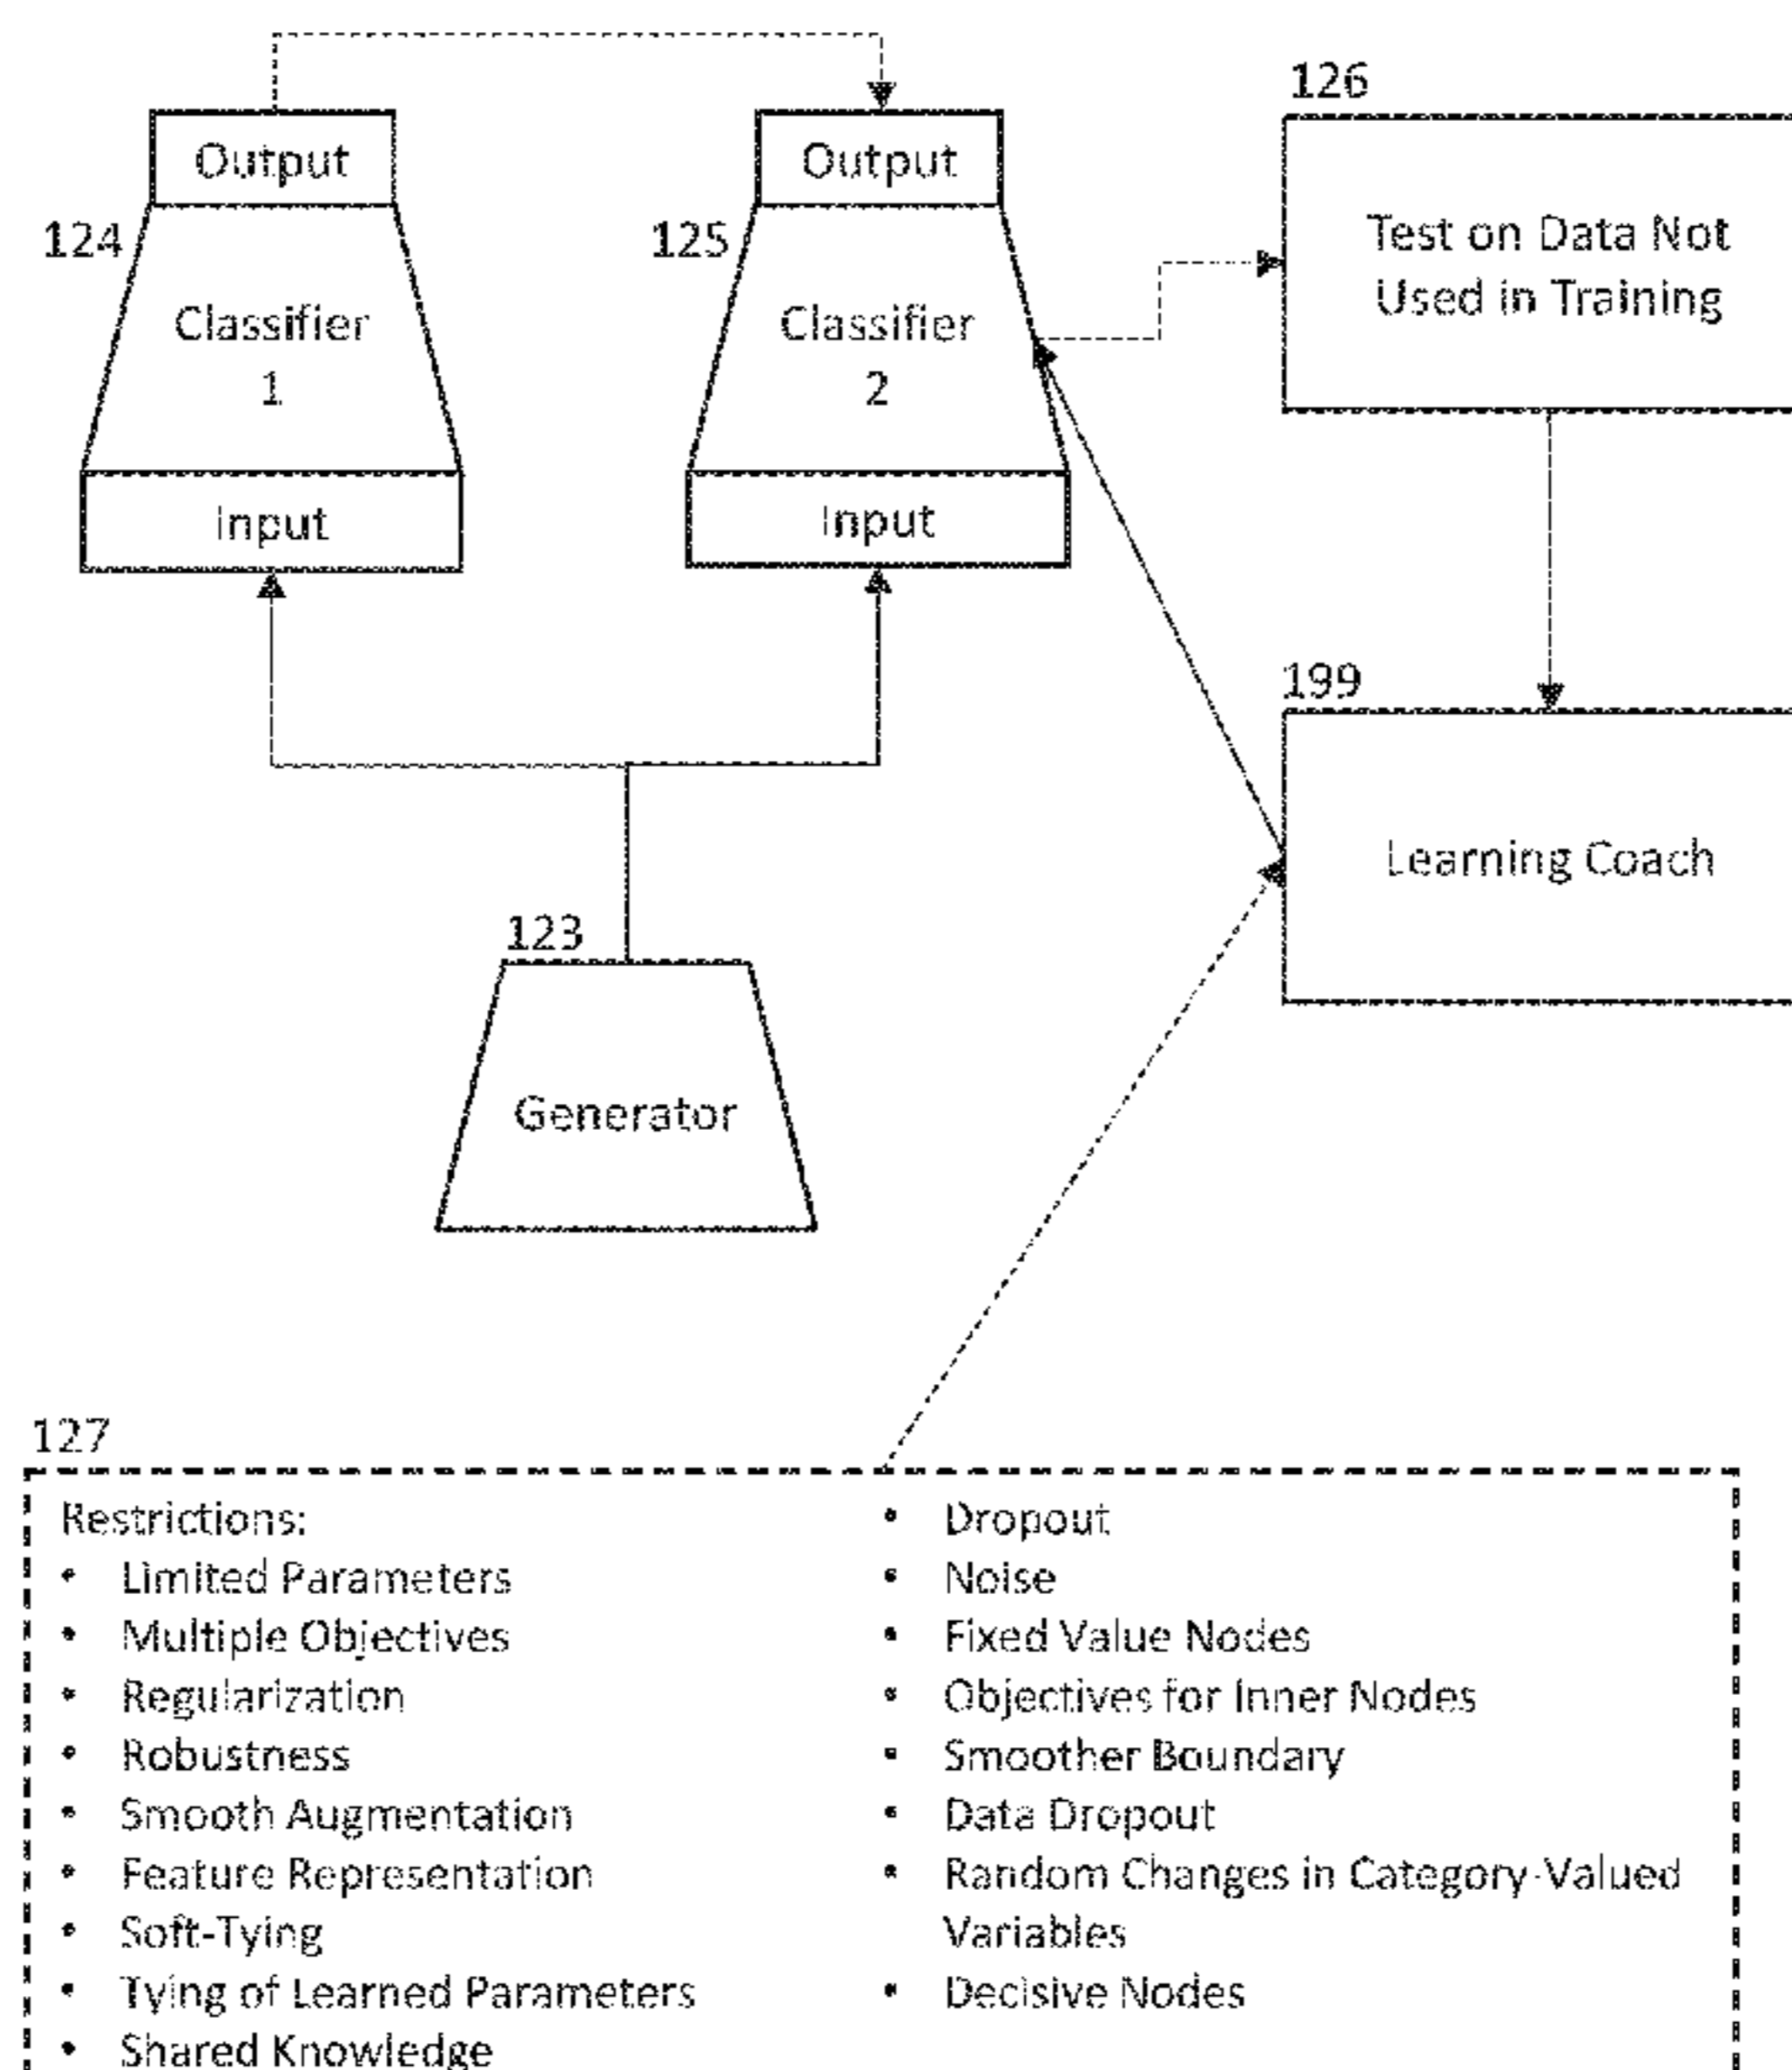 126
Output
Output
124
125
Test on Data Not
Used in Training
Classifier
1
Classifier
2
Input
Input
199
Learning Coach
123
Generator
127
Restrictions:
• Limited Parameters
• Multiple Objectives
• Regularization
• Robustness
• Smooth Augmentation
• Feature Representation
• Soft-Tying
• Tying of Learned Parameters
• Shared Knowledge
• Dropout
• Noise
• Fixed Value Nodes
• Objectives for Inner Nodes
• Smoother Boundary
• Data Dropout
• Random Changes in Category-Valued
Variables
• Decisive Nodes